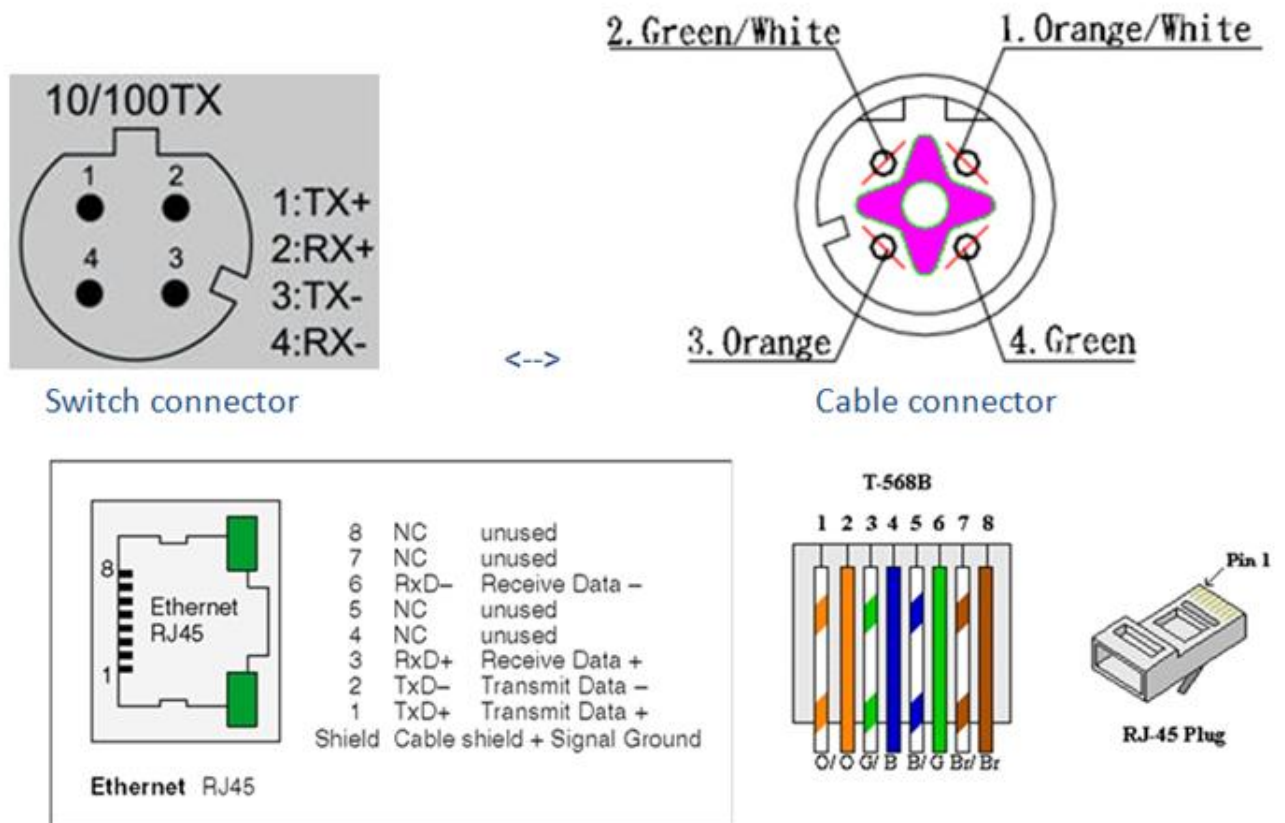 10/100TX
1 2
4 3
1:TX+
2:RX+
3:TX-
4:RX-
Switch connector
<-->
2.Green/White
1.Orange/White
3.Orange
4.Green
Cable connector
8
1
Ethernet
RJ45
8 NC unused
7 NC unused
6 RxD– Receive Data –
5 NC unused
4 NC unused
3 RxD+ Receive Data +
2 TxD– Transmit Data –
1 TxD+ Transmit Data +
Shield Cable shield + Signal Ground
Ethernet RJ45
T-568B
1 2 3 4 5 6 7 8
O/ O G/ B B/ G Br/ Br
Pin 1
RJ-45 Plug